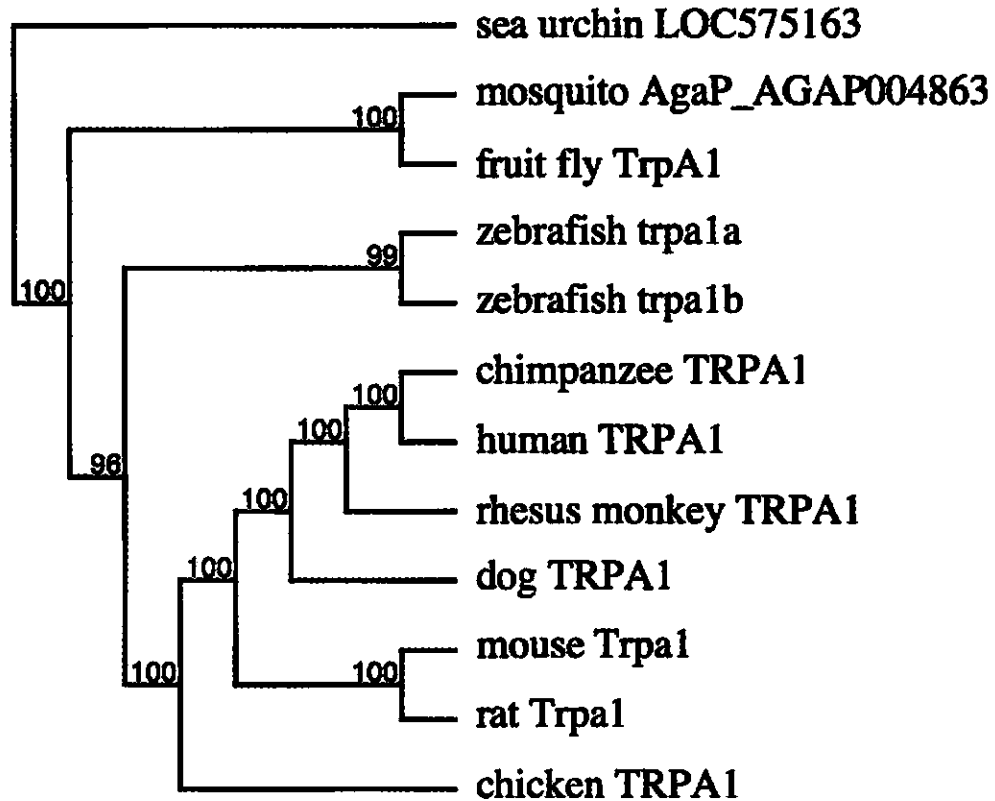 sea urchin LOC575163
mosquito AgaP_AGAP004863
100
fruit fly TrpA1
zebrafish trpa1a
99
100
zebrafish trpa1b
chimpanzee TRPA1
100
100
human TRPA1
96
100
rhesus monkey TRPA1
100
dog TRPA1
mouse Trpa1
100
100
rat Trpa1
chicken TRPA1